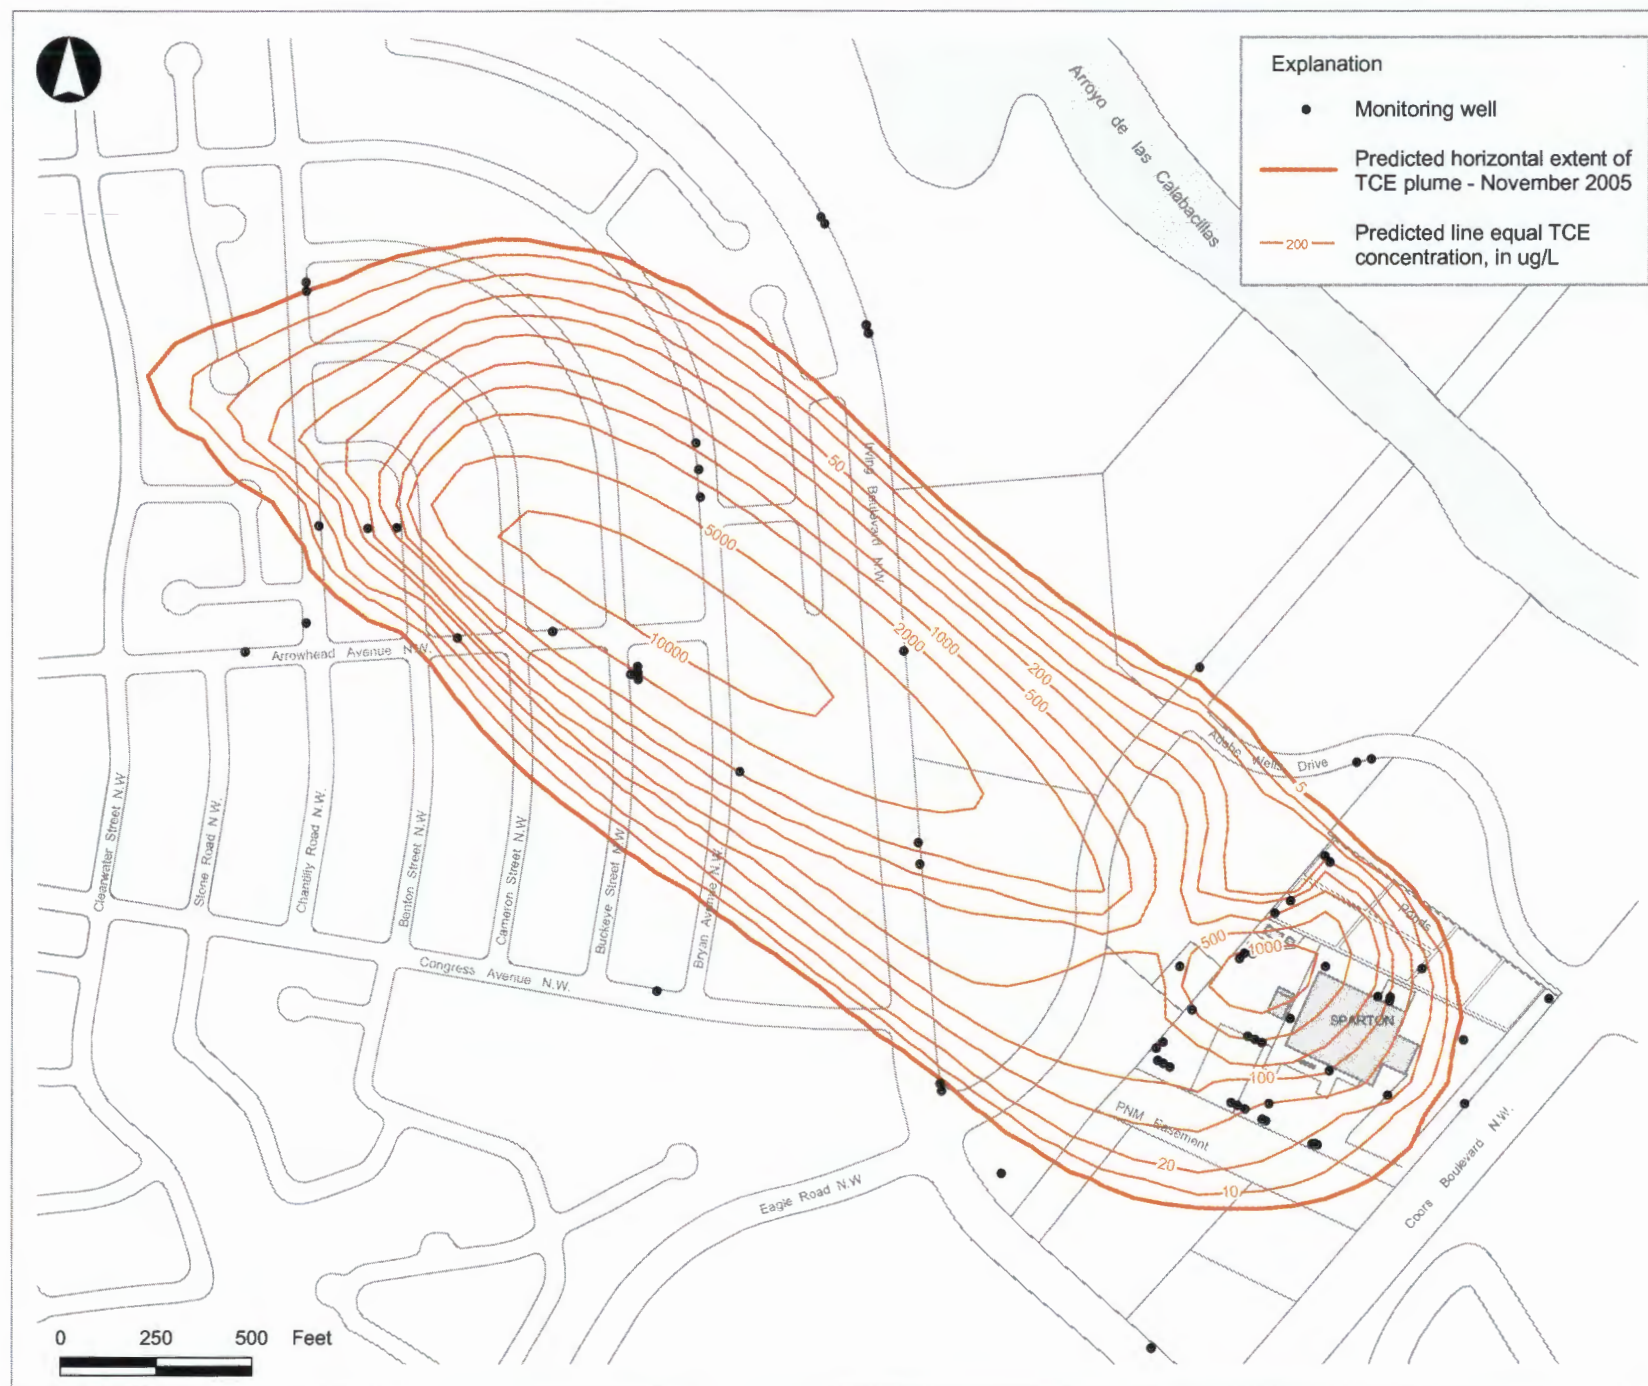 Explanation
Monitoring well
Predicted horizontal extent of
TCE plume - November 2005
200
Predicted line equal TCE
concentration, in ug/L
Arroyo de las Calabacillas
50
Irving Boulevard N.W.
5000
10000
2000
1000
200
500
Arrowhead Avenue N.W.
Adobe Wells Drive
5
Clearwater Street N.W
Stone Road N.W.
Chantilly Road N.W.
Benton Street N.W
Cameron Street N.W
Buckeye Street N.W
Bryan Avenue N.W.
Congress Avenue N.W.
Ponds
500
1000
SPARTON
100
PNM Easement
20
10
Eagle Road N.W
Coors Boulevard N.W.
0 250 500 Feet